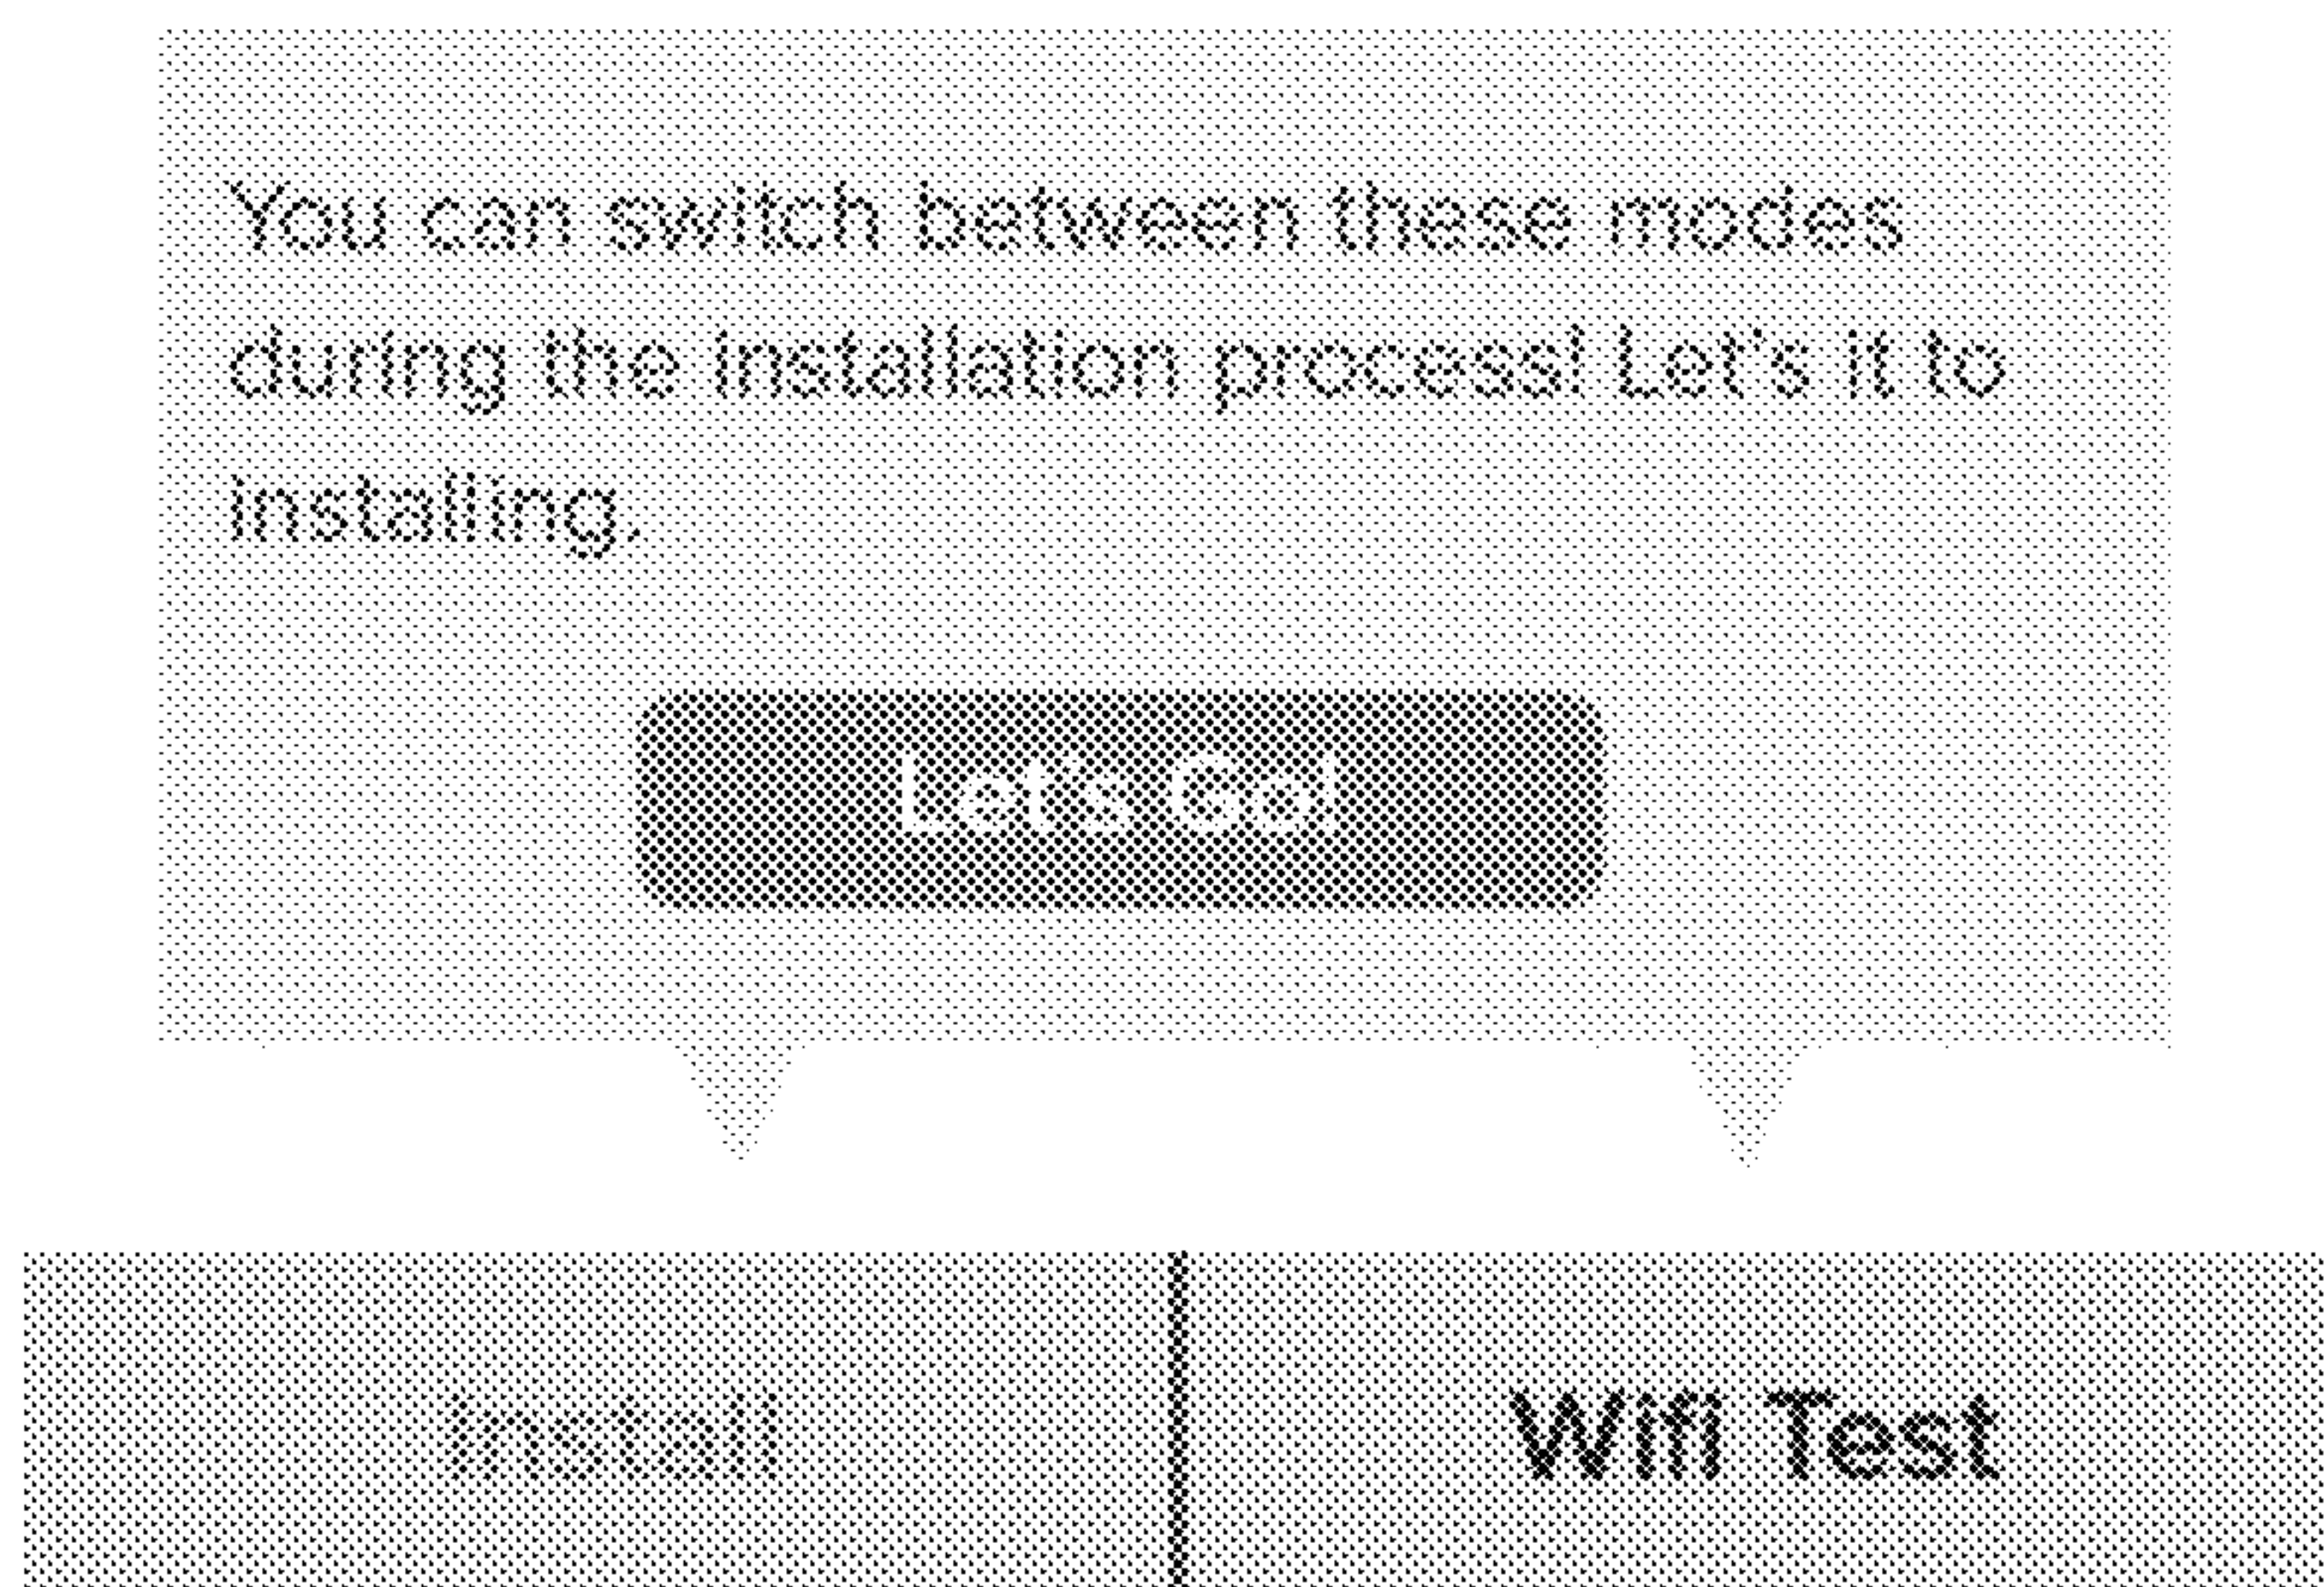 You can switch between these modes
during the installation process! Let's it to
installing.
Let's Go!
Install
Wifi Test